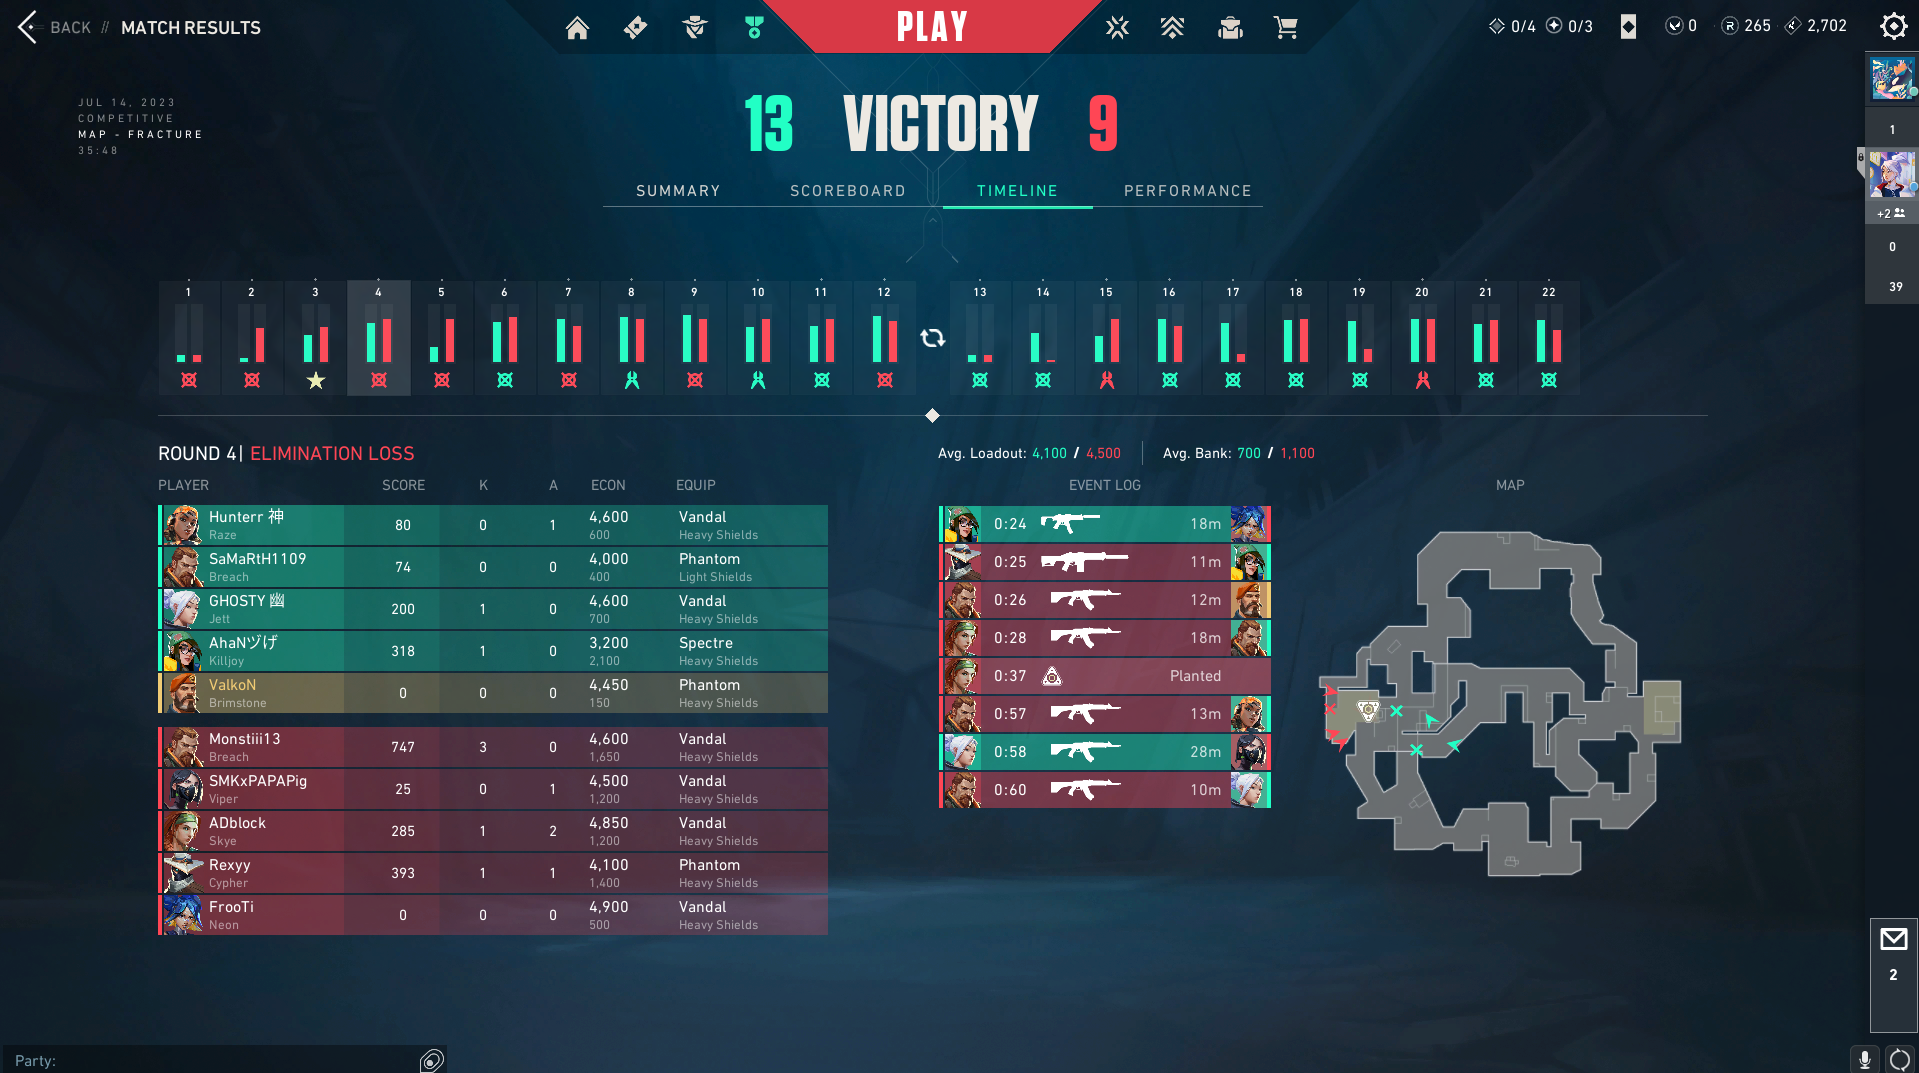 BACK // MATCH RESULTS
PLAY
0/4 0/3 0 265 2,702
JUL 14, 2023
COMPETITIVE
MAP - FRACTURE
35:48
13 VICTORY 9
SUMMARY SCOREBOARD TIMELINE PERFORMANCE
1
+2
0
39
1 2 3 4 5 6 7 8 9 10 11 12 13 14 15 16 17 18 19 20 21 22
ROUND 4| ELIMINATION LOSS
Avg. Loadout: 4,100 / 4,500 Avg. Bank: 700 / 1,100
PLAYER SCORE K A ECON EQUIP
Hunterr 神 80 0 1 4,600 Vandal
Raze 600 Heavy Shields
SaMaRtH1109 74 0 0 4,000 Phantom
Breach 400 Light Shields
GHOSTY 幽 200 1 0 4,600 Vandal
Jett 700 Heavy Shields
AhaNヅげ 318 1 0 3,200 Spectre
Killjoy 2,100 Heavy Shields
ValkoN 0 0 0 4,450 Phantom
Brimstone 150 Heavy Shields
Monstiii13 747 3 0 4,600 Vandal
Breach 1,650 Heavy Shields
SMKxPAPAPig 25 0 1 4,500 Vandal
Viper 1,200 Heavy Shields
ADblock 285 1 2 4,850 Vandal
Skye 1,200 Heavy Shields
Rexyy 393 1 1 4,100 Phantom
Cypher 1,400 Heavy Shields
FrooTi 0 0 0 4,900 Vandal
Neon 500 Heavy Shields
EVENT LOG
0:24 18m
0:25 11m
0:26 12m
0:28 18m
0:37 Planted
0:57 13m
0:58 28m
0:60 10m
MAP
2
Party: